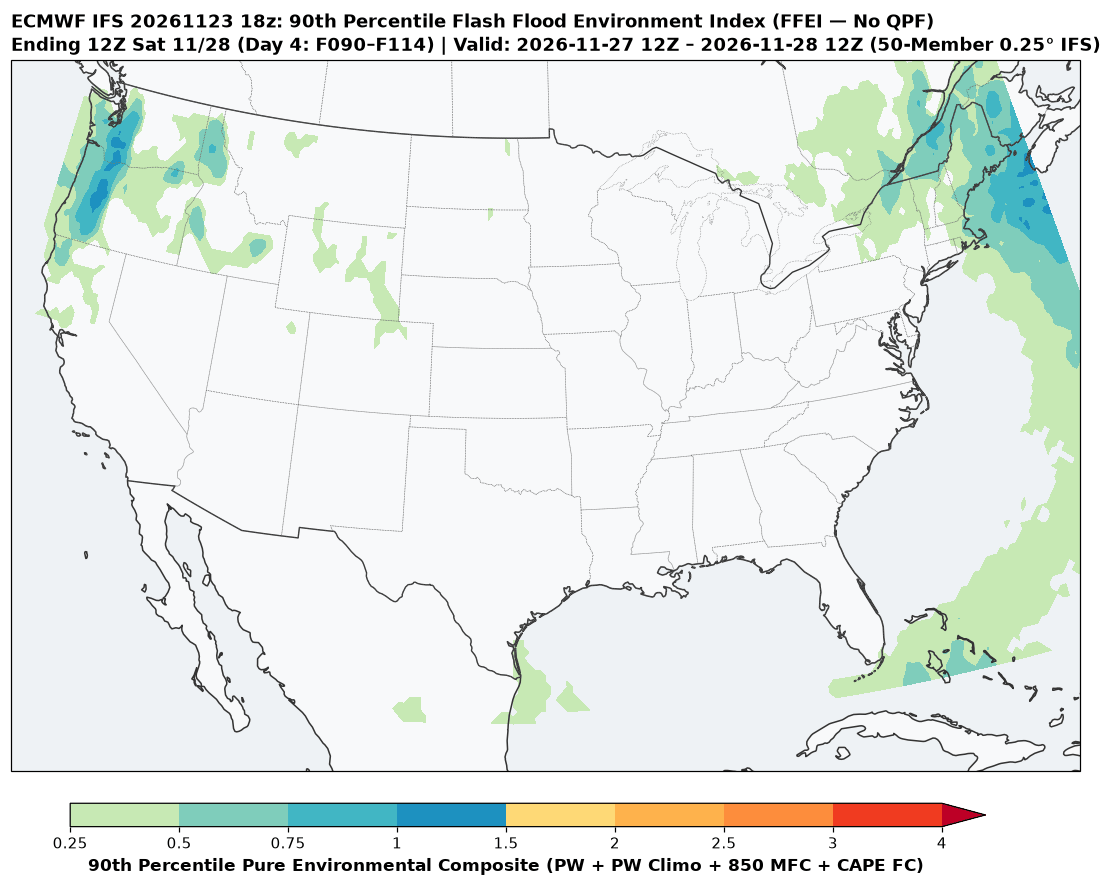 ECMWF IFS 20261123 18z: 90th Percentile Flash Flood Environment Index (FFEI — No QPF)
Ending 12Z Sat 11/28 (Day 4: F090–F114) | Valid: 2026-11-27 12Z – 2026-11-28 12Z (50-Member 0.25° IFS)
0.25 0.5 0.75 1 1.5 2 2.5 3 4
90th Percentile Pure Environmental Composite (PW + PW Climo + 850 MFC + CAPE FC)